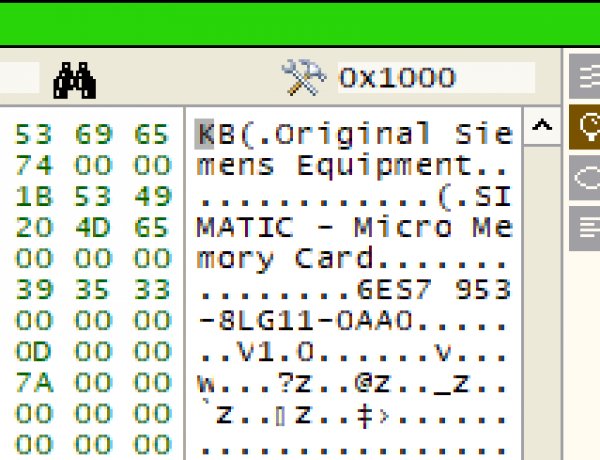 0x1000
53 69 65 KB(.Original Sie
74 00 00 mens Equipment..
1B 53 49 ............(.SI
20 4D 65 MATIC - Micro Me
00 00 00 mory Card.......
39 35 33 ........6ES7 953
00 00 00 -8LG11-0AA0.....
0D 00 00 ..V1.0......v...
7A 00 00 w...?z..@z.._z..
00 00 00 `z..▯z..‡›......
00 00 00 ................